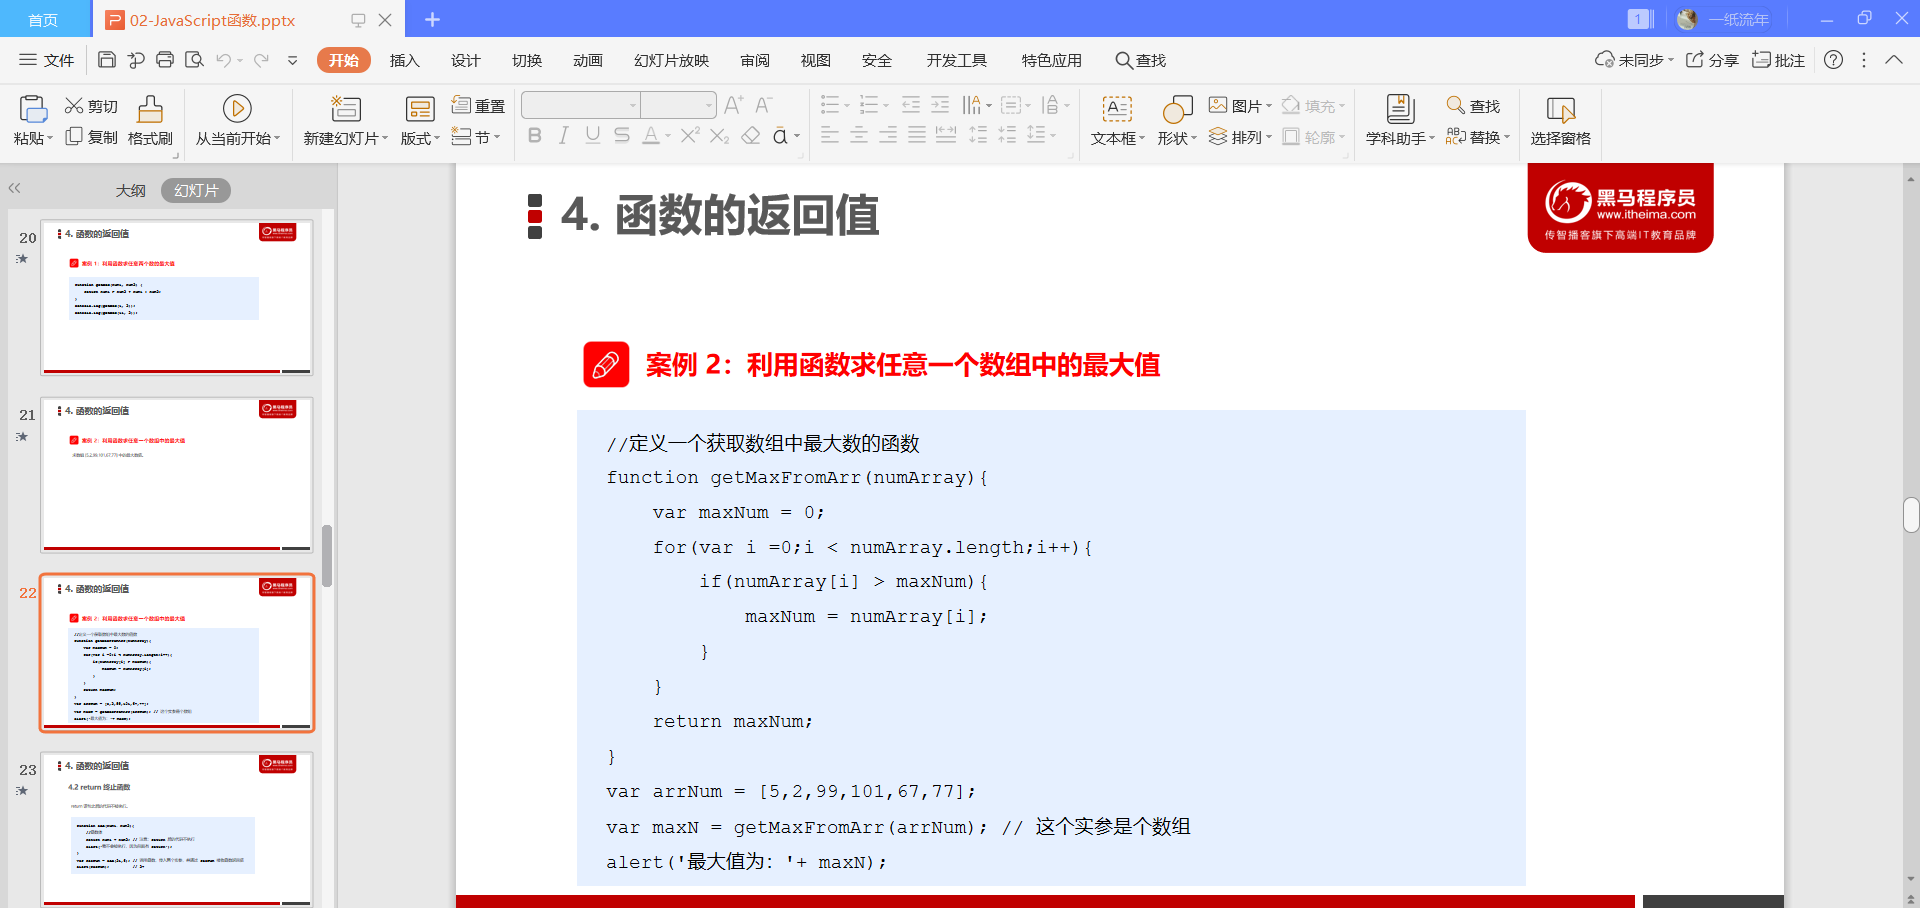 首页
02-JavaScript函数.pptx
1
一纸流年
文件
开始
插入
设计
切换
动画
幻灯片放映
审阅
视图
安全
开发工具
特色应用
查找
未同步
分享
批注
粘贴
剪切
复制
格式刷
从当前开始
新建幻灯片
版式
重置
节
文本框
形状
图片
排列
填充
轮廓
学科助手
查找
替换
选择窗格
大纲
幻灯片
20
4. 函数的返回值
案例 1：利用函数求任意两个数的最大值
21
4. 函数的返回值
案例 2：利用函数求任意一个数组中的最大值
求数组 [5,2,99,101,67,77] 中的最大数值。
22
4. 函数的返回值
案例 2：利用函数求任意一个数组中的最大值
23
4. 函数的返回值
4.2 return 终止函数
4. 函数的返回值
黑马程序员
www.itheima.com
传智播客旗下高端IT教育品牌
案例 2：利用函数求任意一个数组中的最大值
//定义一个获取数组中最大数的函数
function getMaxFromArr(numArray){
var maxNum = 0;
for(var i =0;i < numArray.length;i++){
if(numArray[i] > maxNum){
maxNum = numArray[i];
}
}
return maxNum;
}
var arrNum = [5,2,99,101,67,77];
var maxN = getMaxFromArr(arrNum); // 这个实参是个数组
alert('最大值为：'+ maxN);